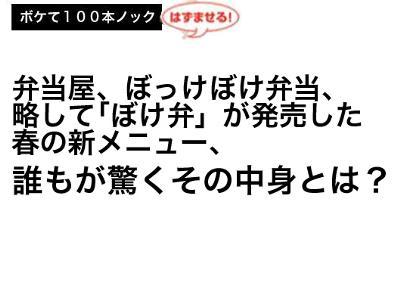 ボケて１００本ノック
はずませる!
弁当屋、ぼっけぼけ弁当、
略して｢ぼけ弁」が発売した
春の新メニュー、
誰もが驚くその中身とは？